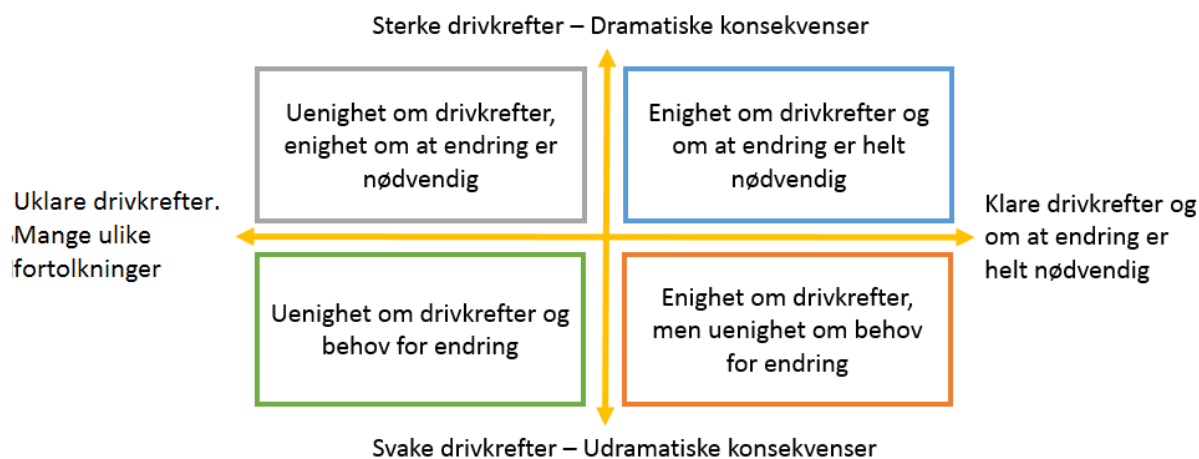 Sterke drivkrefter – Dramatiske konsekvenser
Uenighet om drivkrefter,
enighet om at endring er
nødvendig
Enighet om drivkrefter og
om at endring er helt
nødvendig
Uklare drivkrefter.
Mange ulike
fortolkninger
Klare drivkrefter og
om at endring er
helt nødvendig
Uenighet om drivkrefter og
behov for endring
Enighet om drivkrefter,
men uenighet om behov
for endring
Svake drivkrefter – Udramatiske konsekvenser